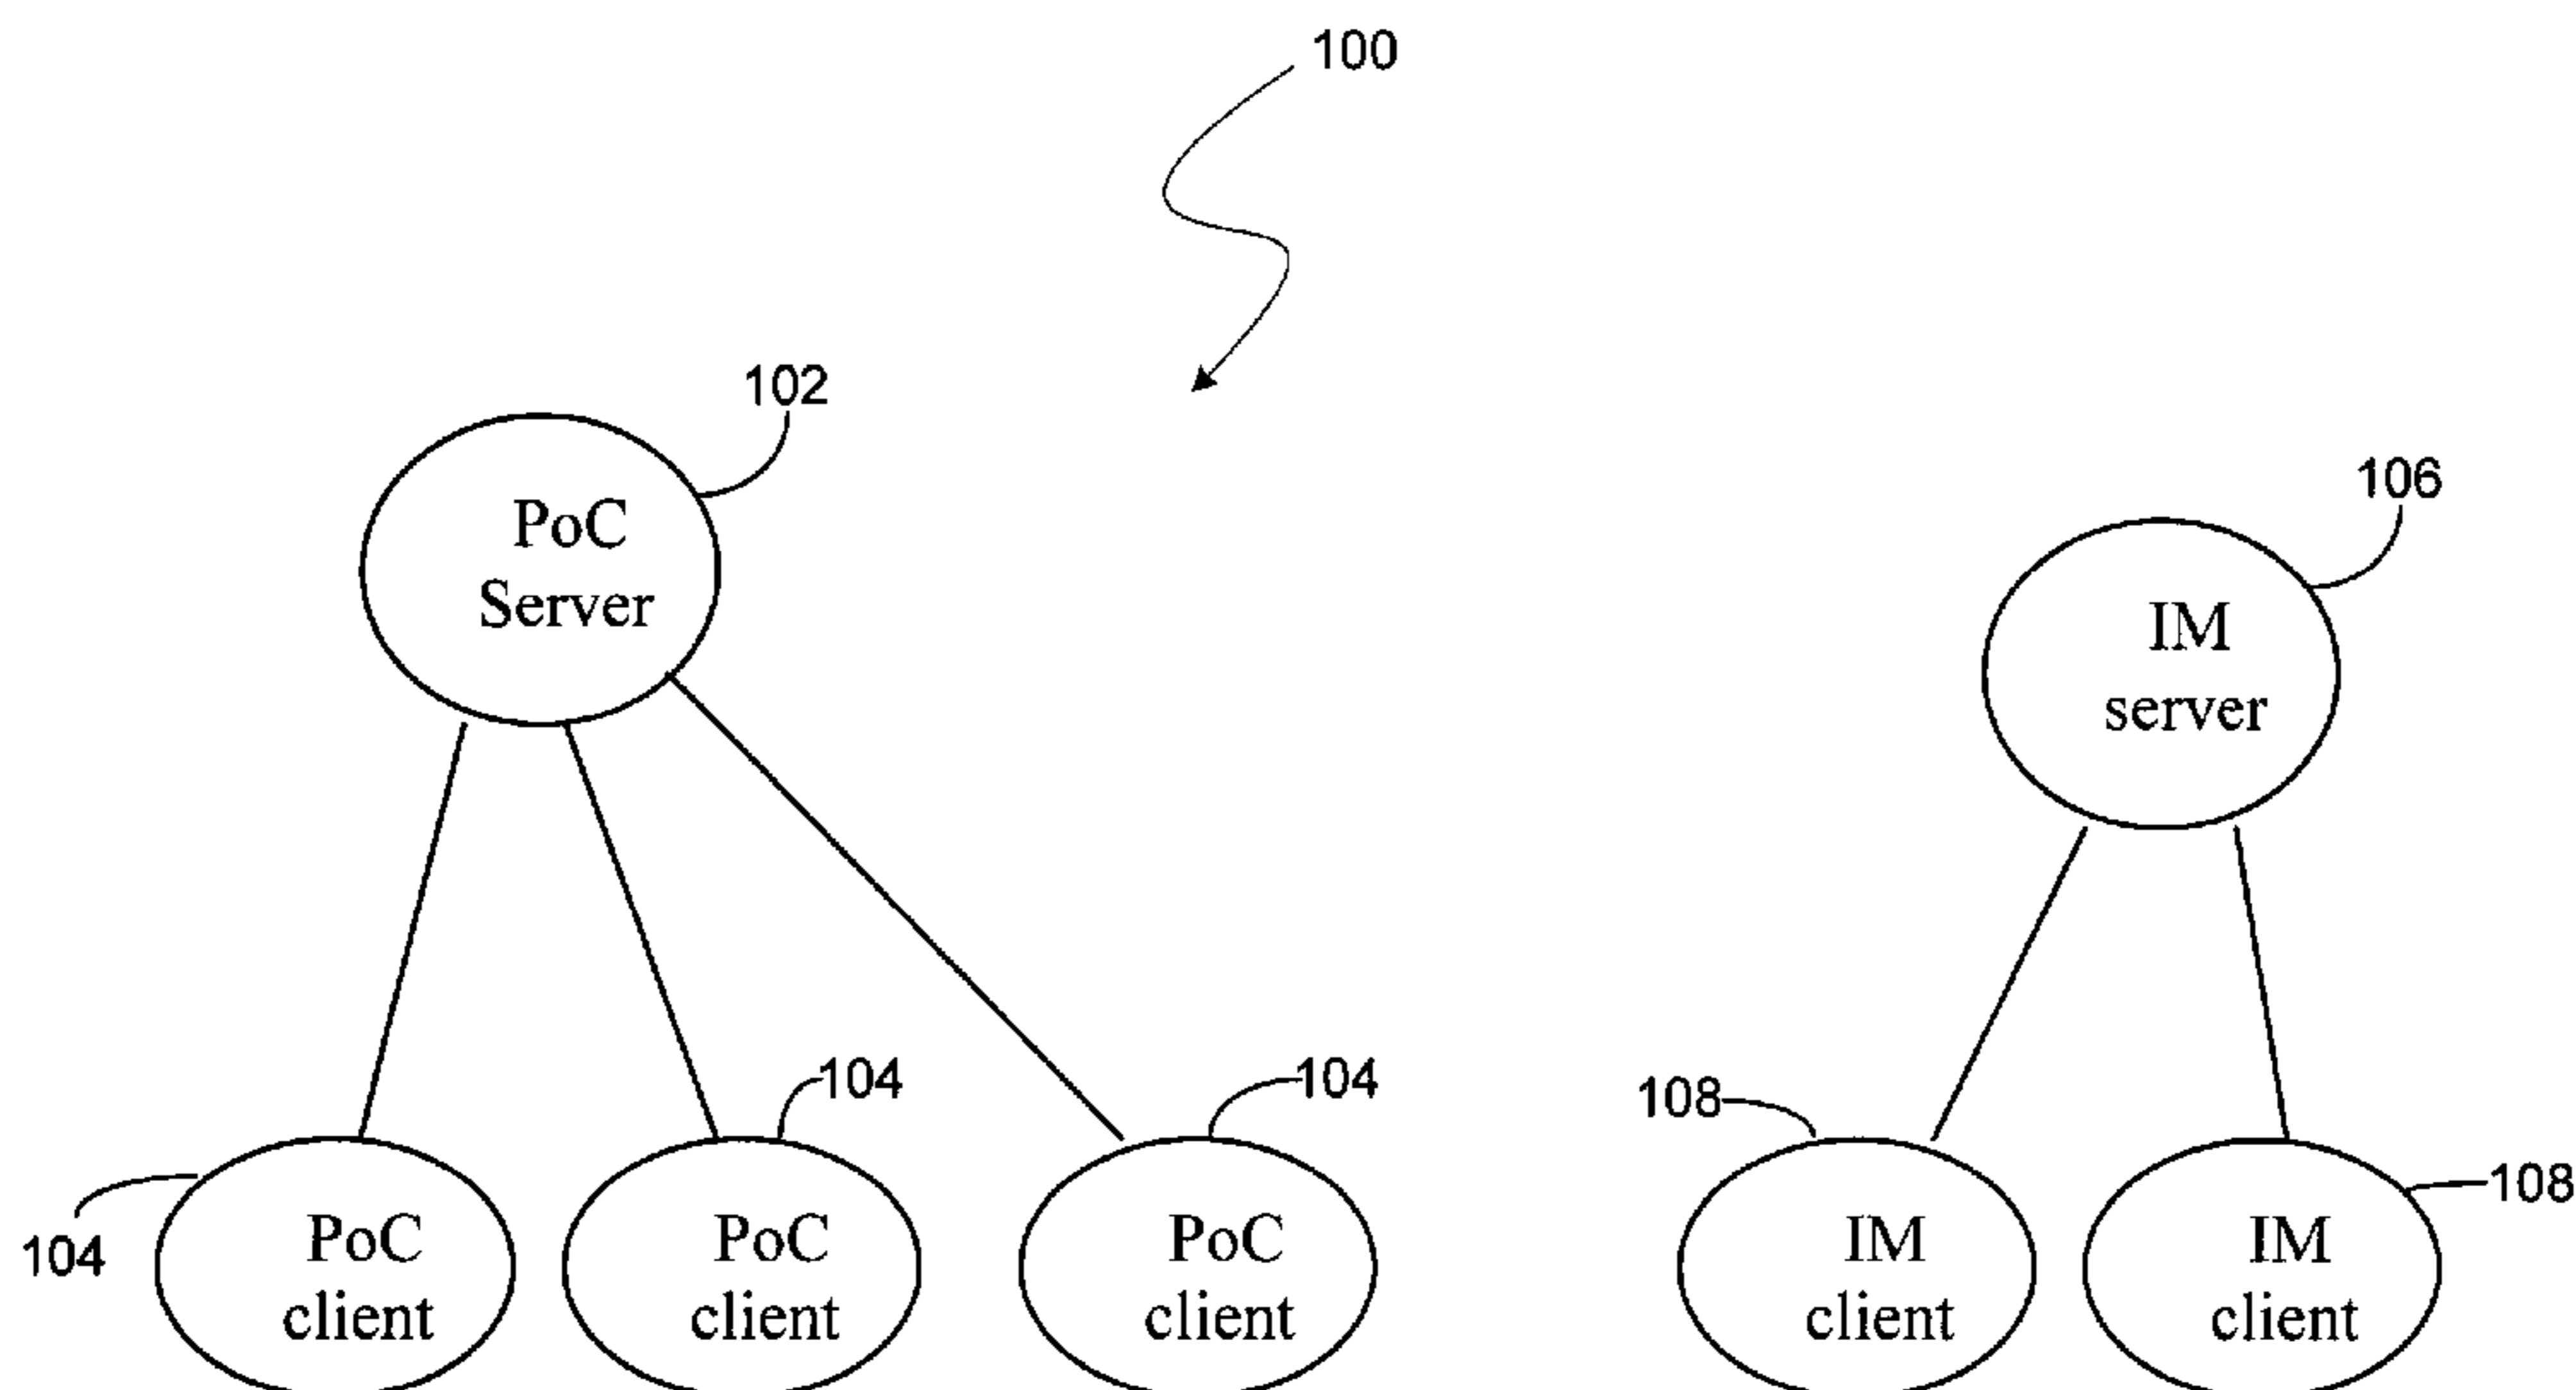 100
102
PoC
Server
106
IM
server
104
104
108
108
104
PoC
client
PoC
client
PoC
client
IM
client
IM
client